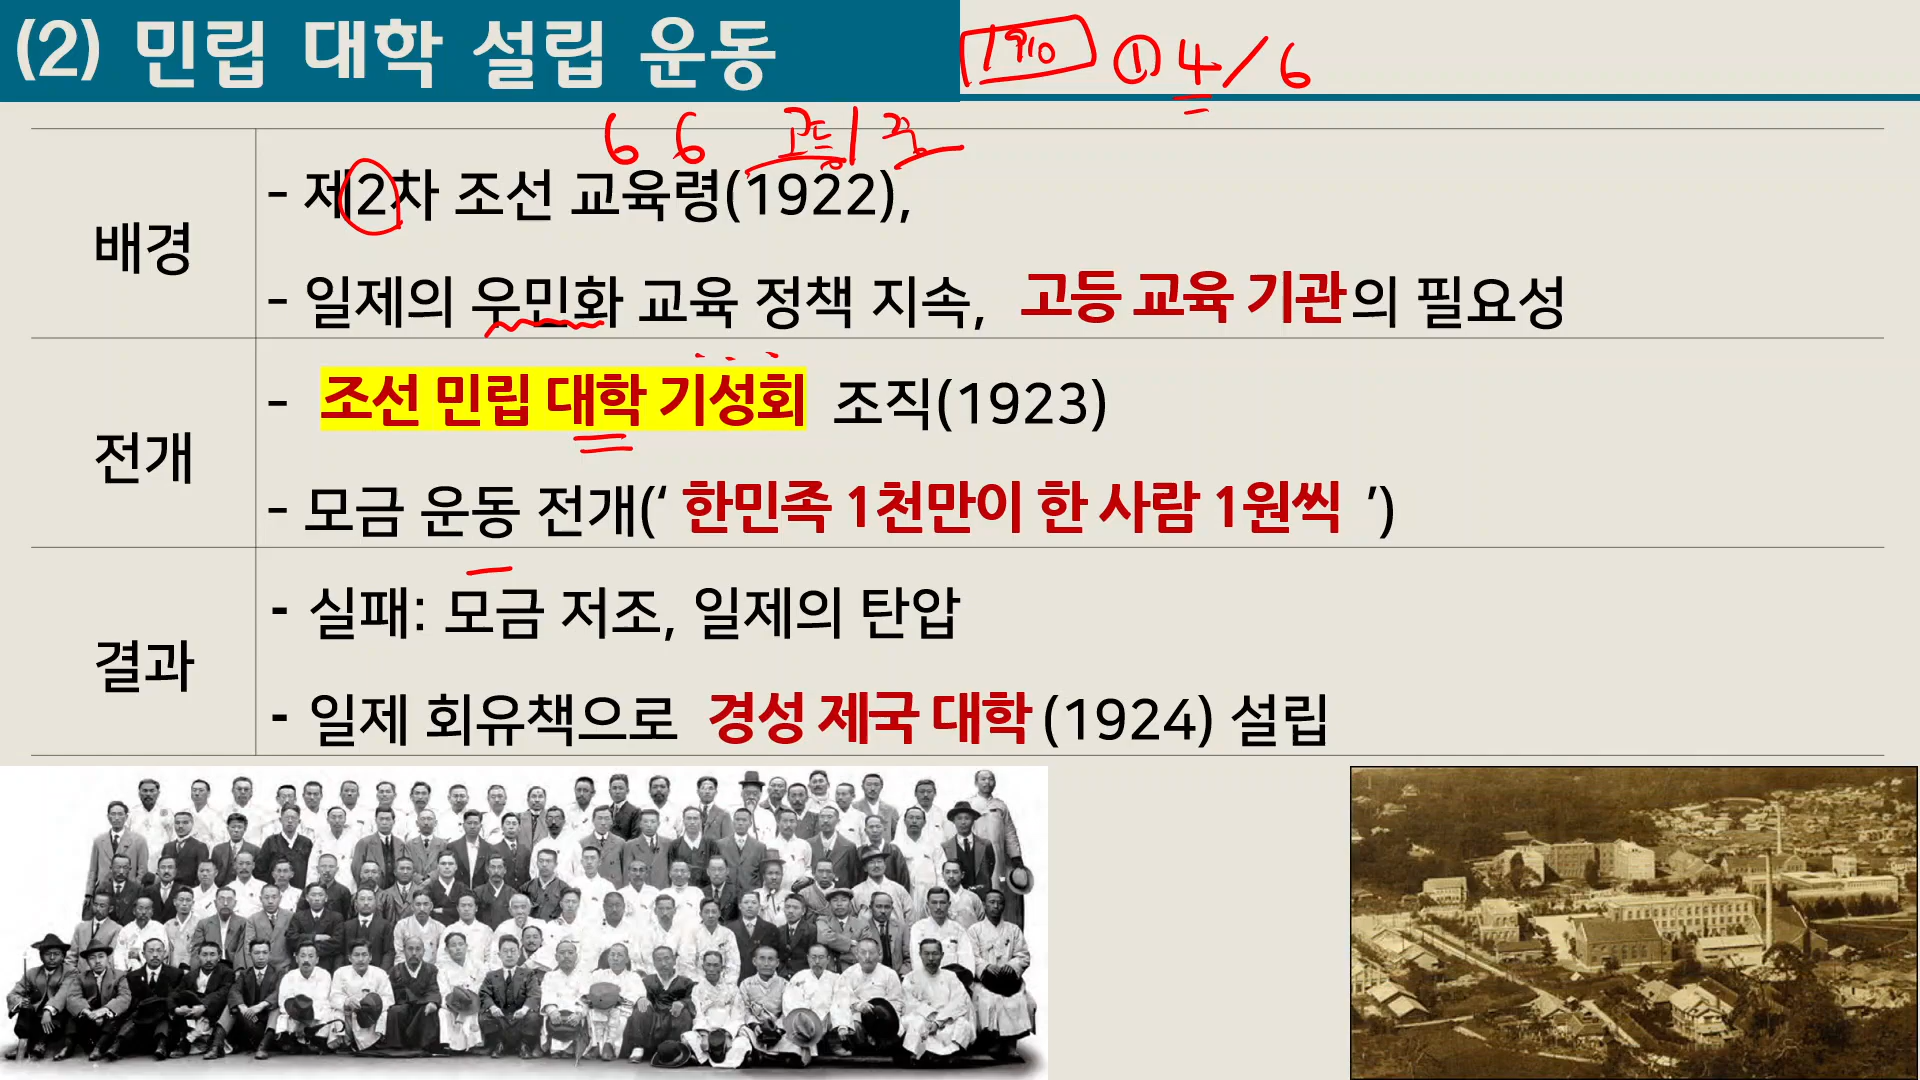 (2) 민립 대학 설립 운동
1910 ① 4/6
6 6 고등
- 제2차 조선 교육령(1922),
배경
- 일제의 우민화 교육 정책 지속, 고등 교육 기관의 필요성
- 조선 민립 대학 기성회 조직(1923)
전개
- 모금 운동 전개(‘ 한민족 1천만이 한 사람 1원씩 ’)
- 실패: 모금 저조, 일제의 탄압
결과
- 일제 회유책으로 경성 제국 대학 (1924) 설립